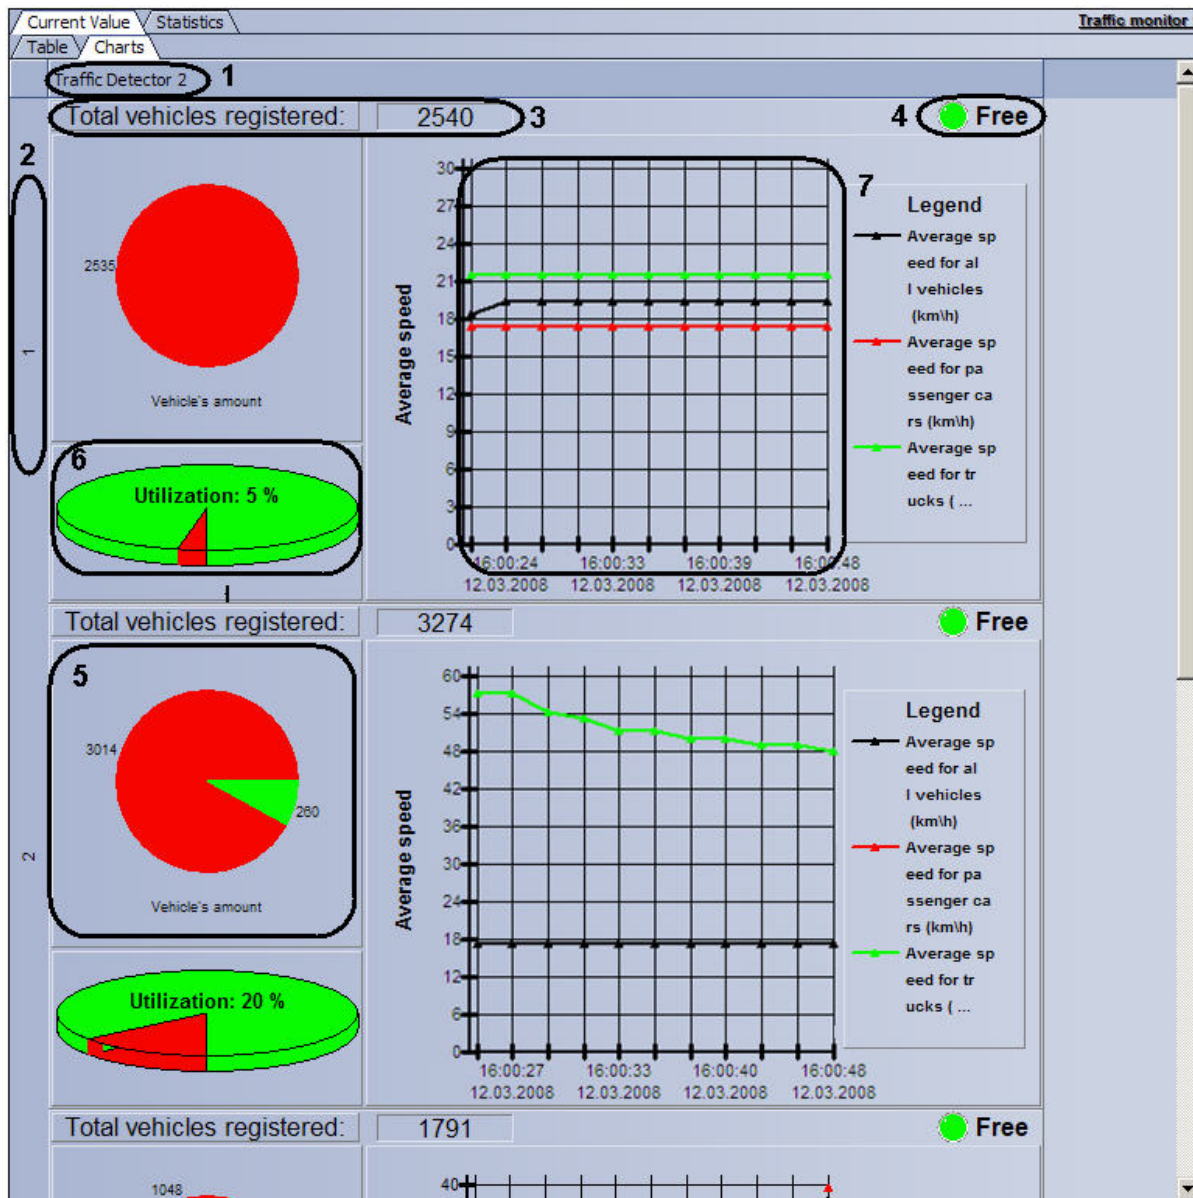 Current Value Statistics Traffic monitor
Table Charts
Traffic Detector 2 1
Total vehicles registered: 2540 3 4 Free
2
1
2535
Vehicle's amount
6
Utilization: 5 %
7
Average speed
30
27
24
21
18
15
12
9
6
3
0
16:00:24 16:00:33 16:00:39 16:00:48
12.03.2008 12.03.2008 12.03.2008 12.03.2008
Legend
Average sp
eed for al
l vehicles
(km\h)
Average sp
eed for pa
ssenger ca
rs (km\h)
Average sp
eed for tr
ucks ( ...
Total vehicles registered: 3274 Free
2
5
3014
260
Vehicle's amount
Utilization: 20 %
Average speed
60
54
48
42
36
30
24
18
12
6
0
16:00:27 16:00:33 16:00:40 16:00:48
12.03.2008 12.03.2008 12.03.2008 12.03.2008
Legend
Average sp
eed for al
l vehicles
(km\h)
Average sp
eed for pa
ssenger ca
rs (km\h)
Average sp
eed for tr
ucks ( ...
Total vehicles registered: 1791 Free
1048
40